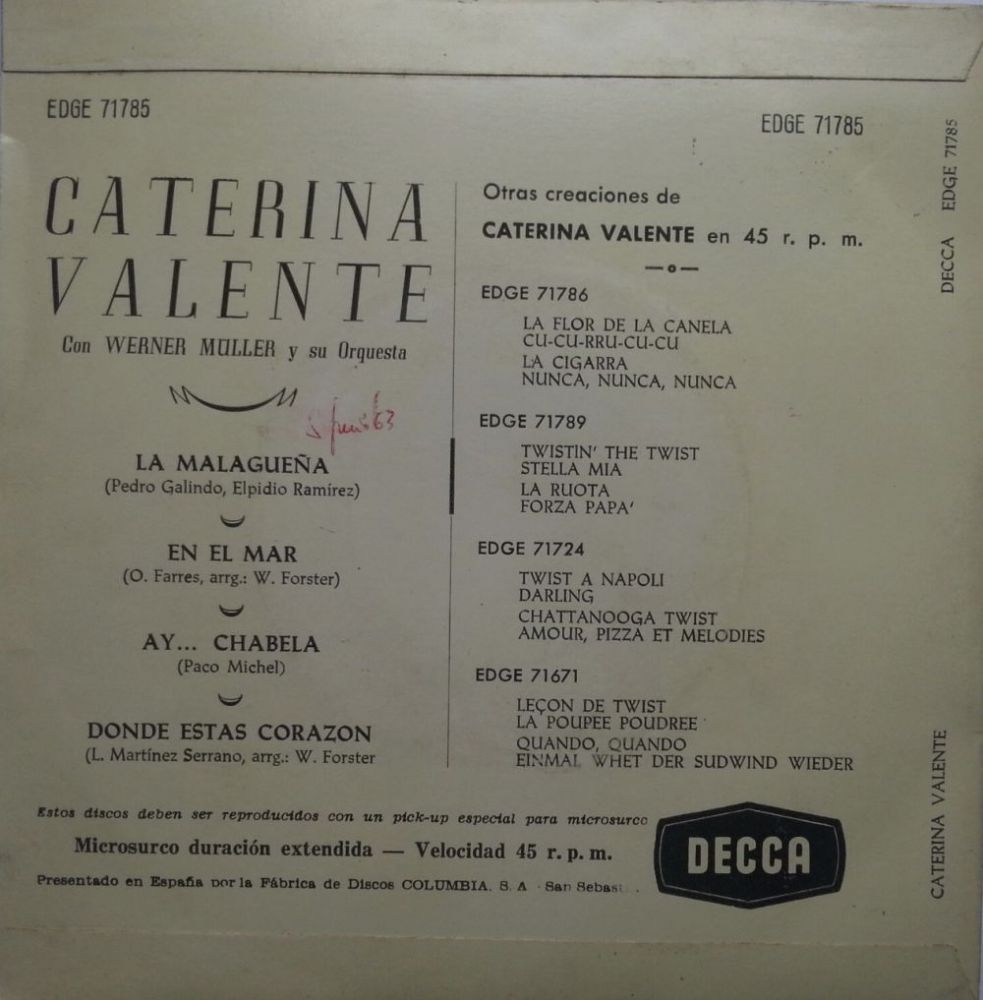 EDGE 71785
CATERINA
VALENTE
Con WERNER MULLER y su Orquesta
LA MALAGUEÑA
(Pedro Galindo, Elpidio Ramírez)
EN EL MAR
(O. Farres, arrg.: W. Forster)
AY... CHABELA
(Paco Michel)
DONDE ESTAS CORAZON
(L. Martínez Serrano, arrg.: W. Forster
EDGE 71785
Otras creaciones de
CATERINA VALENTE en 45 r. p. m.
EDGE 71786
LA FLOR DE LA CANELA
CU-CU-RRU-CU-CU
LA CIGARRA
NUNCA, NUNCA, NUNCA
EDGE 71789
TWISTIN' THE TWIST
STELLA MIA
LA RUOTA
FORZA PAPA'
EDGE 71724
TWIST A NAPOLI
DARLING
CHATTANOOGA TWIST
AMOUR, PIZZA ET MELODIES
EDGE 71671
LEÇON DE TWIST
LA POUPEE POUDREE
QUANDO, QUANDO
EINMAL WHET DER SUDWIND WIEDER
Estos discos deben ser reproducidos con un pick-up especial para microsurco
Microsurco duración extendida — Velocidad 45 r. p. m.
Presentado en España por la Fábrica de Discos COLUMBIA. S. A - San
DECCA
DECCA EDGE 71785
CATERINA VALENTE